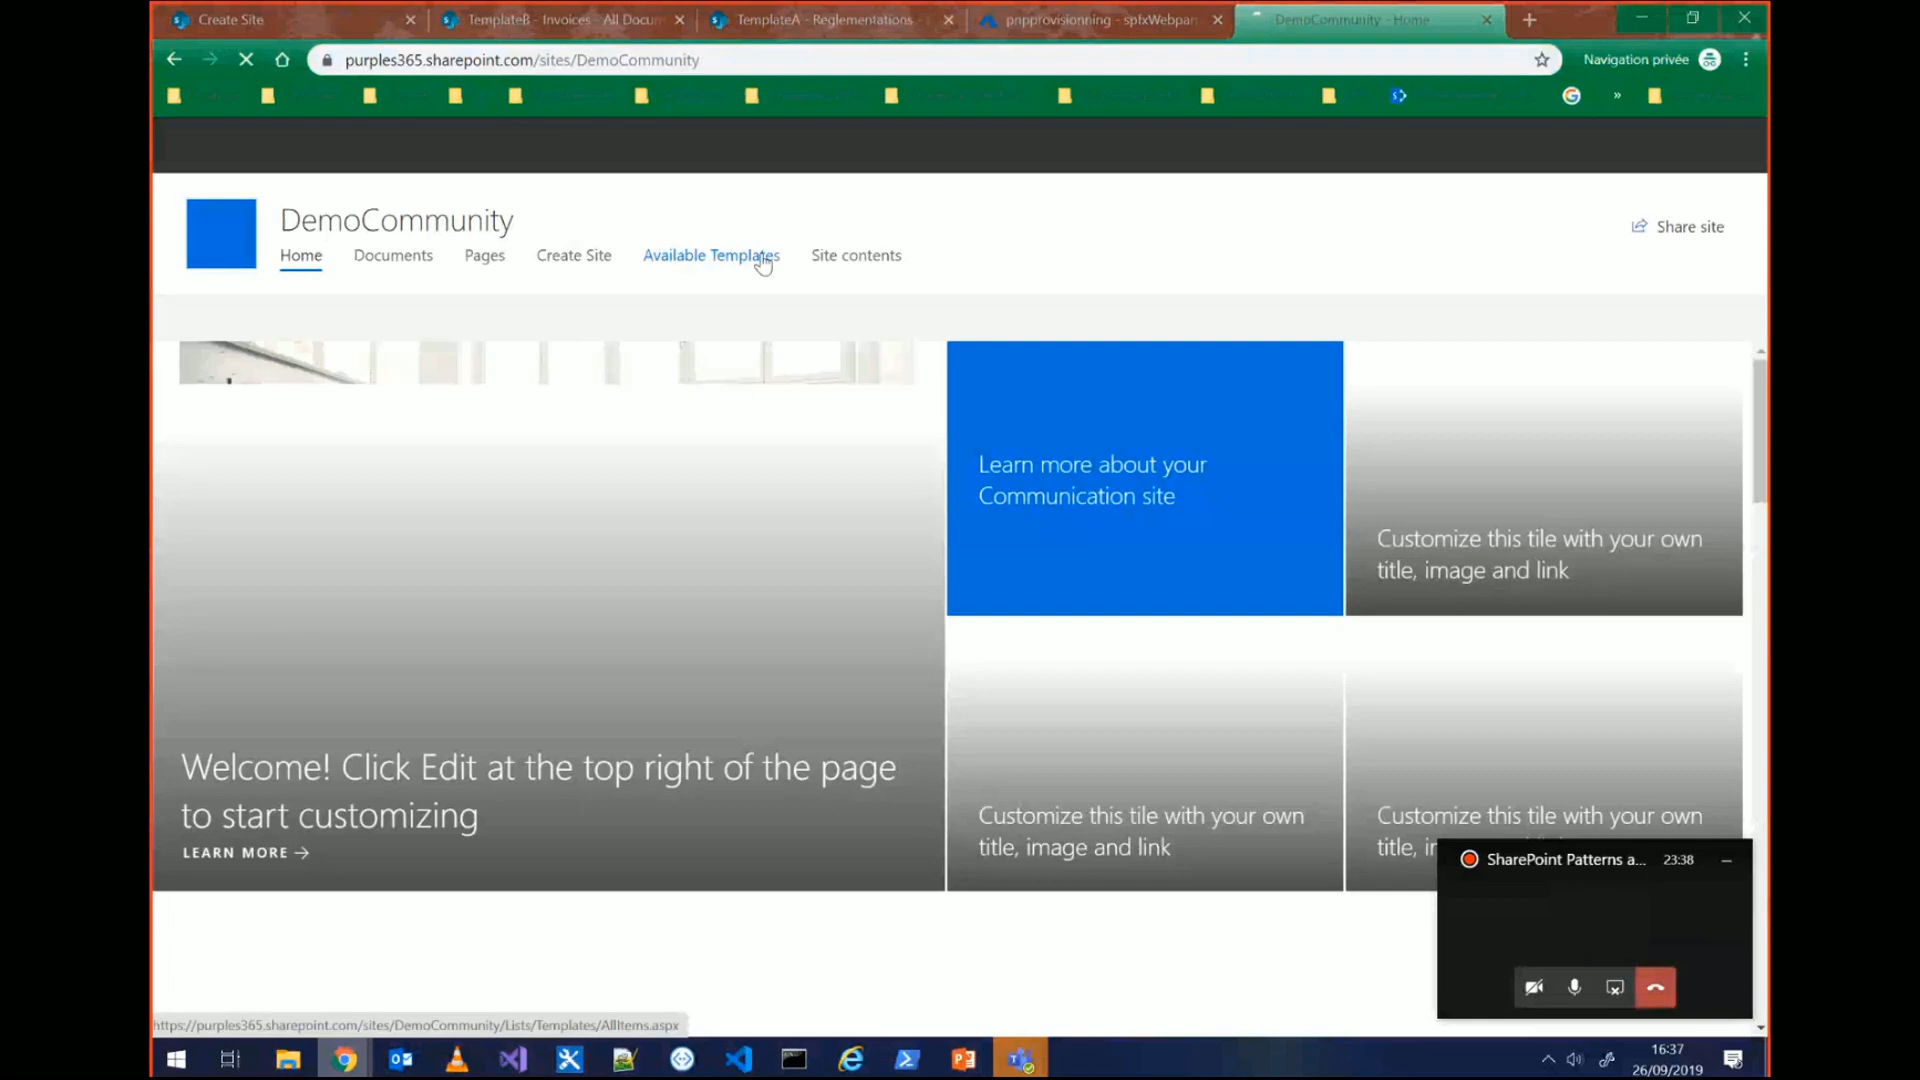 Create Site
TemplateB - Invoices - All Docum
TemplateA - Reglementations -
pnpprovisionning - spfxWebpar
DemoCommunity - Home
purples365.sharepoint.com/sites/DemoCommunity
Navigation privée
DemoCommunity
Home
Documents
Pages
Create Site
Available Templates
Site contents
Share site
Learn more about your
Communication site
Customize this tile with your own
title, image and link
Welcome! Click Edit at the top right of the page
to start customizing
LEARN MORE
Customize this tile with your own
title, image and link
Customize this tile with your own
title, ir
SharePoint Patterns a...
23:38
https://purples365.sharepoint.com/sites/DemoCommunity/Lists/Templates/AllItems.aspx
16:37
26/09/2019